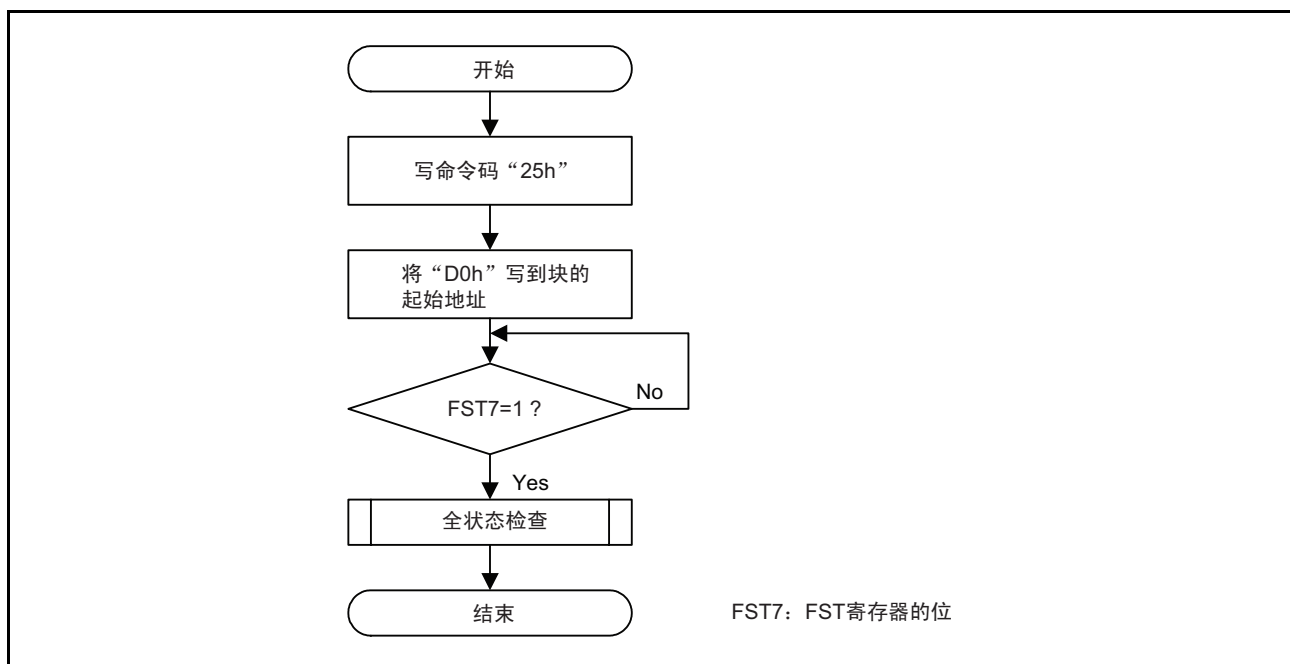 开始
写命令码“25h”
将“D0h”写到块的
起始地址
FST7=1？
No
Yes
全状态检查
结束
FST7：FST寄存器的位